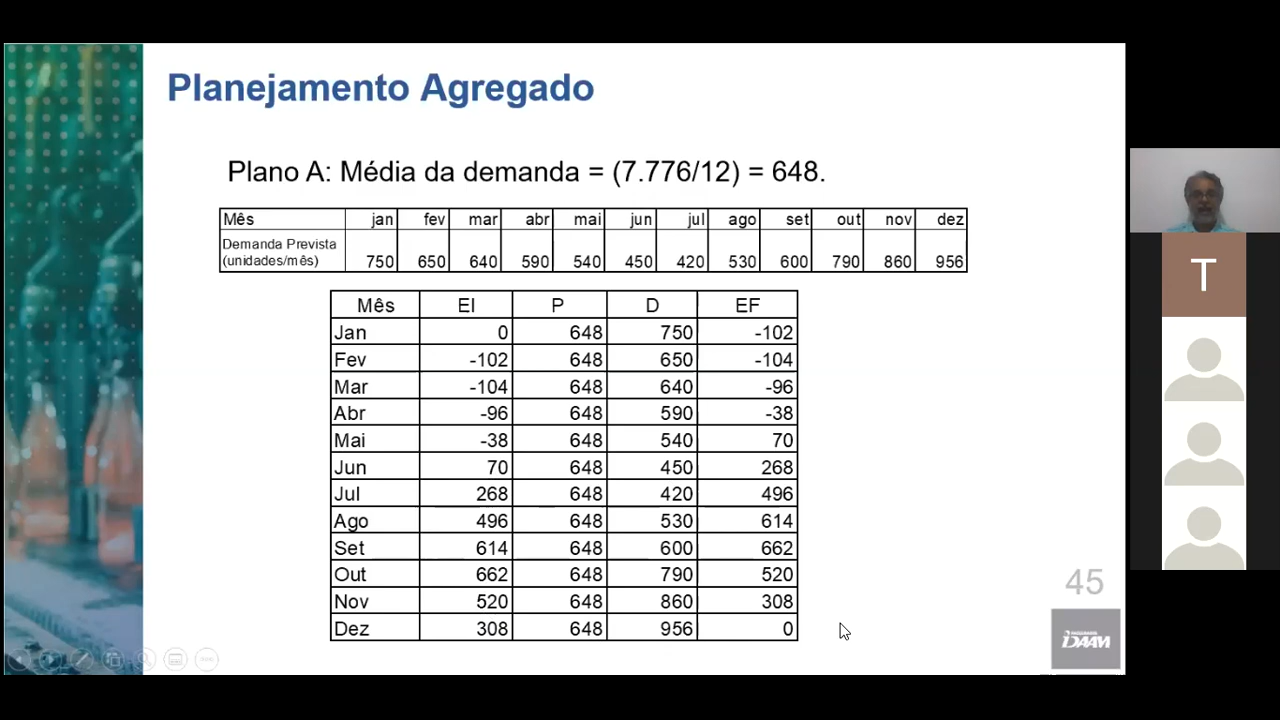 Planejamento Agregado
Plano A: Média da demanda = (7.776/12) = 648.
Mês jan fev mar abr mai jun jul ago set out nov dez
Demanda Prevista
(unidades/mês) 750 650 640 590 540 450 420 530 600 790 860 956
Mês EI P D EF
Jan 0 648 750 -102
Fev -102 648 650 -104
Mar -104 648 640 -96
Abr -96 648 590 -38
Mai -38 648 540 70
Jun 70 648 450 268
Jul 268 648 420 496
Ago 496 648 530 614
Set 614 648 600 662
Out 662 648 790 520
Nov 520 648 860 308
Dez 308 648 956 0
45
IDAAM
T